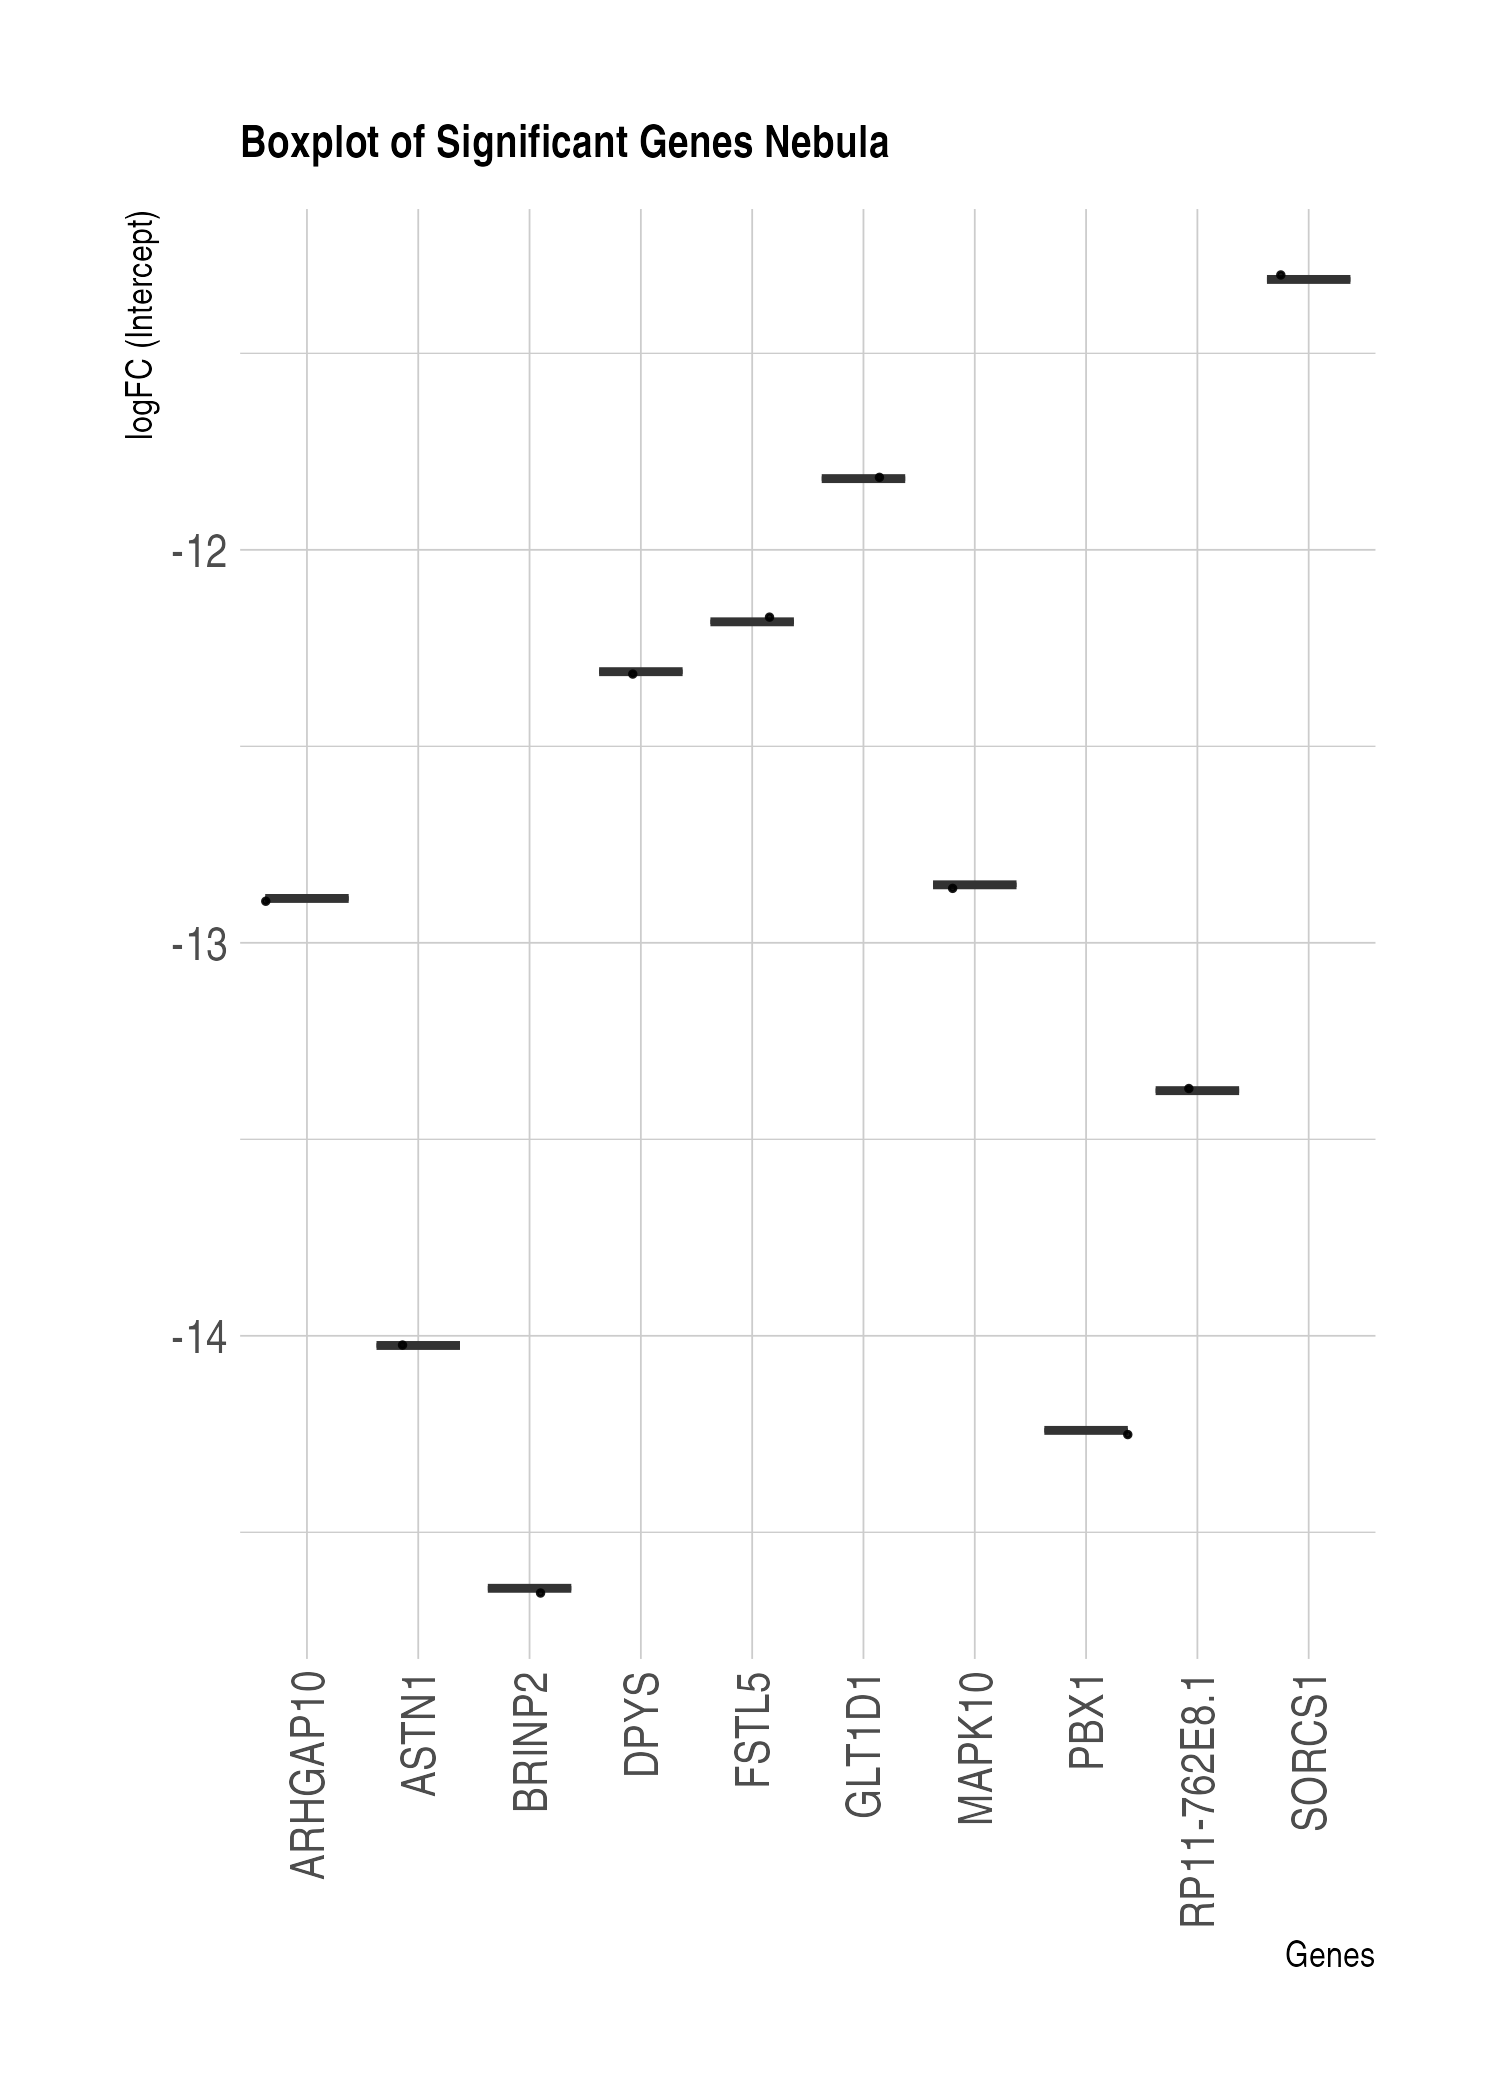 Boxplot of Significant Genes Nebula
logFC (Intercept)
-12
-13
-14
ARHGAP10
ASTN1
BRINP2
DPYS
FSTL5
GLT1D1
MAPK10
PBX1
RP11-762E8.1
SORCS1
Genes